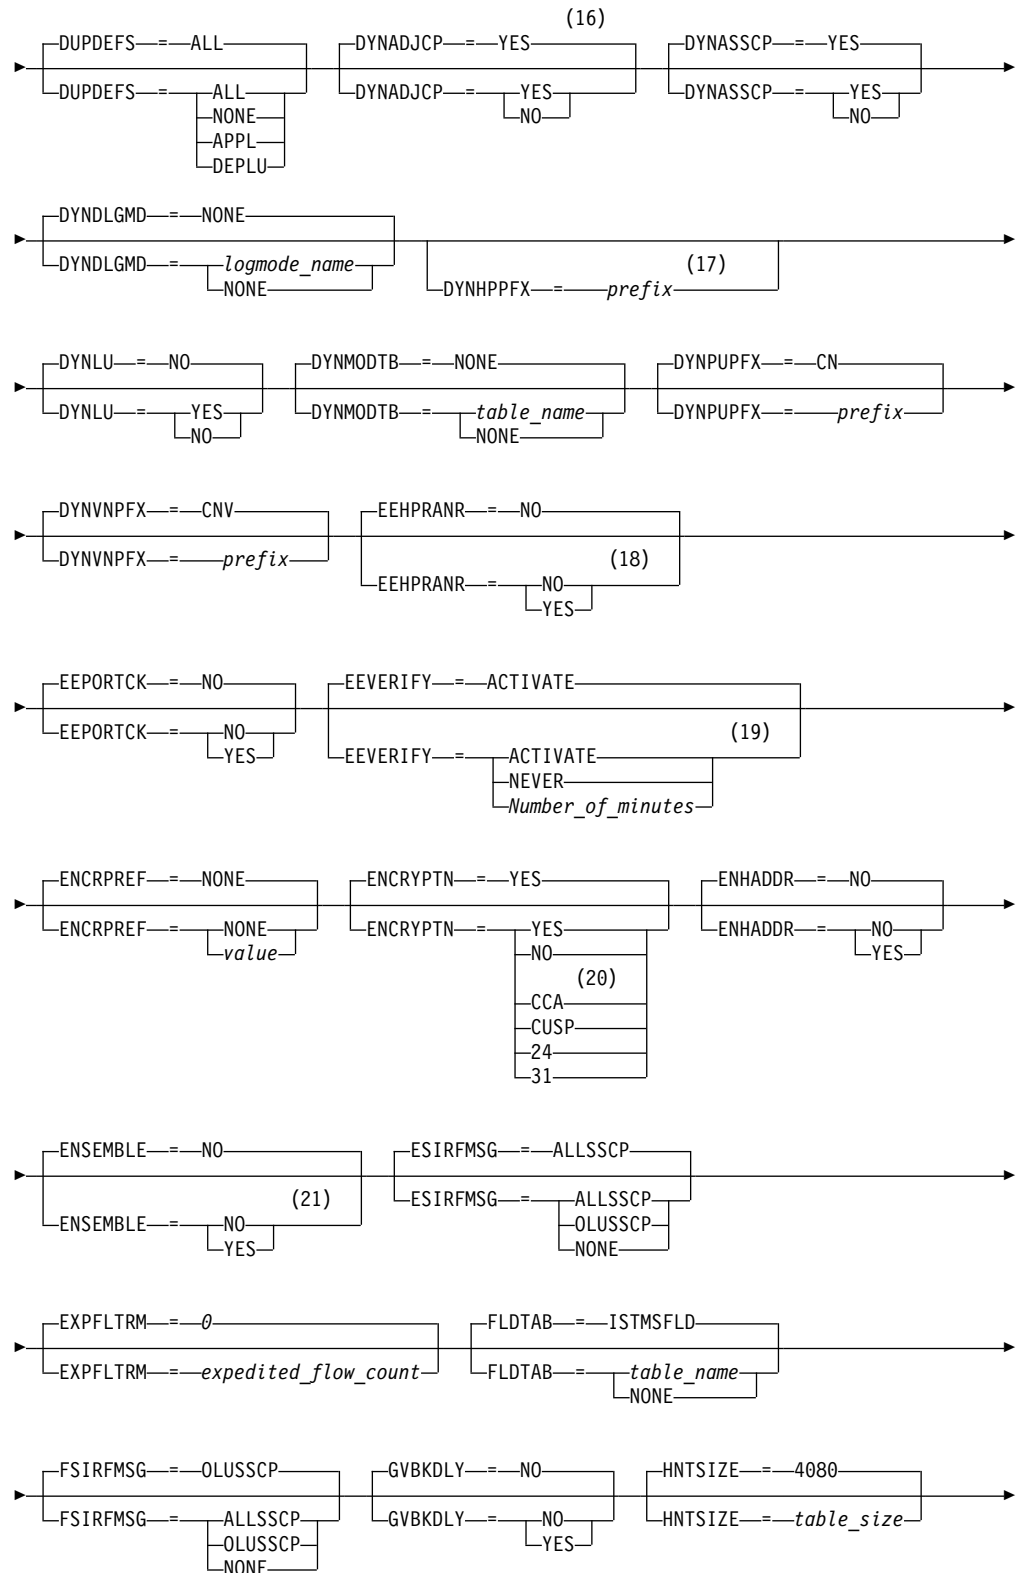 (16)
DUPDEFS = ALL DYNADJCP = YES DYNASSCP = YES
DUPDEFS = ALL DYNADJCP = YES DYNASSCP = YES
NONE NO NO
APPL
DEPLU
DYNDLGMD = NONE
DYNDLGMD = logmode_name (17)
NONE DYNHPPFX = prefix
DYNLU = NO DYNMODTB = NONE DYNPUPFX = CN
DYNLU = YES DYNMODTB = table_name DYNPUPFX = prefix
NO NONE
DYNVNPFX = CNV EEHPRANR = NO
DYNVNPFX = prefix (18)
EEHPRANR = NO
YES
EEPORTCK = NO EEVERIFY = ACTIVATE
EEPORTCK = NO (19)
YES EEVERIFY = ACTIVATE
NEVER
Number_of_minutes
ENCRPREF = NONE ENCRYPTN = YES ENHADDR = NO
ENCRPREF = NONE ENCRYPTN = YES ENHADDR = NO
value NO YES
(20)
CCA
CUSP
24
31
ENSEMBLE = NO ESIRFMSG = ALLSSCP
(21) ESIRFMSG = ALLSSCP
ENSEMBLE = NO OLUSSCP
YES NONE
EXPFLTRM = 0 FLDTAB = ISTMSFLD
EXPFLTRM = expedited_flow_count FLDTAB = table_name
NONE
FSIRFMSG = OLUSSCP GVBKDLY = NO HNTSIZE = 4080
FSIRFMSG = ALLSSCP GVBKDLY = NO HNTSIZE = table_size
OLUSSCP YES
NONE